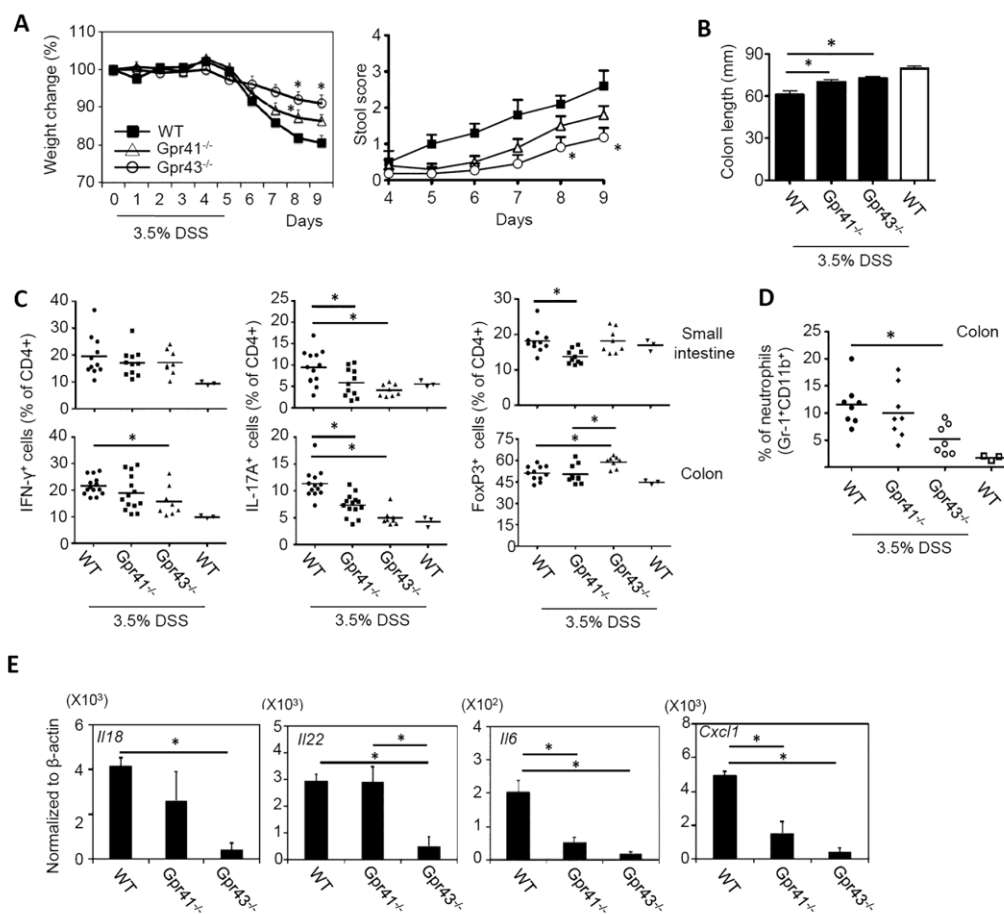 A
Weight change (%)
110
100
90
80
70
WT
Gpr41-/-
Gpr43-/-
* * *
0 1 2 3 4 5 6 7 8 9
Days
3.5% DSS
Stool score
4
3
2
1
0
* *
4 5 6 7 8 9
Days
B
Colon length (mm)
90
60
30
0
*
*
WT
Gpr41-/-
Gpr43-/-
WT
3.5% DSS
C
IFN-γ+ cells (% of CD4+)
40
30
20
10
0
40
30
20
10
0
*
WT
Gpr41-/-
Gpr43-/-
WT
3.5% DSS
IL-17A+ cells (% of CD4+)
25
20
15
10
5
0
*
*
20
15
10
5
0
*
*
WT
Gpr41-/-
Gpr43-/-
WT
3.5% DSS
FoxP3+ cells (% of CD4+)
30
20
10
0
*
Small
intestine
75
60
45
30
15
0
*
*
Colon
WT
Gpr41-/-
Gpr43-/-
WT
3.5% DSS
D
Colon
% of neutrophils
(Gr-1+CD11b+)
25
20
15
10
5
0
*
WT
Gpr41-/-
Gpr43-/-
WT
3.5% DSS
E
Normalized to β-actin
(X10³)
6
4
2
0
Il18
*
WT
Gpr41-/-
Gpr43-/-
(X10³)
5
4
3
2
1
0
Il22
*
*
WT
Gpr41-/-
Gpr43-/-
(X10²)
4
2
0
Il6
*
*
WT
Gpr41-/-
Gpr43-/-
(X10³)
8
6
4
2
0
Cxcl1
*
*
WT
Gpr41-/-
Gpr43-/-